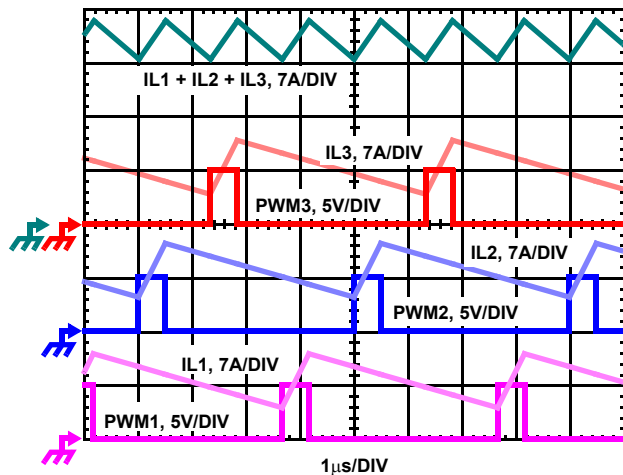 IL1 + IL2 + IL3, 7A/DIV
IL3, 7A/DIV
PWM3, 5V/DIV
IL2, 7A/DIV
PWM2, 5V/DIV
IL1, 7A/DIV
PWM1, 5V/DIV
1μs/DIV